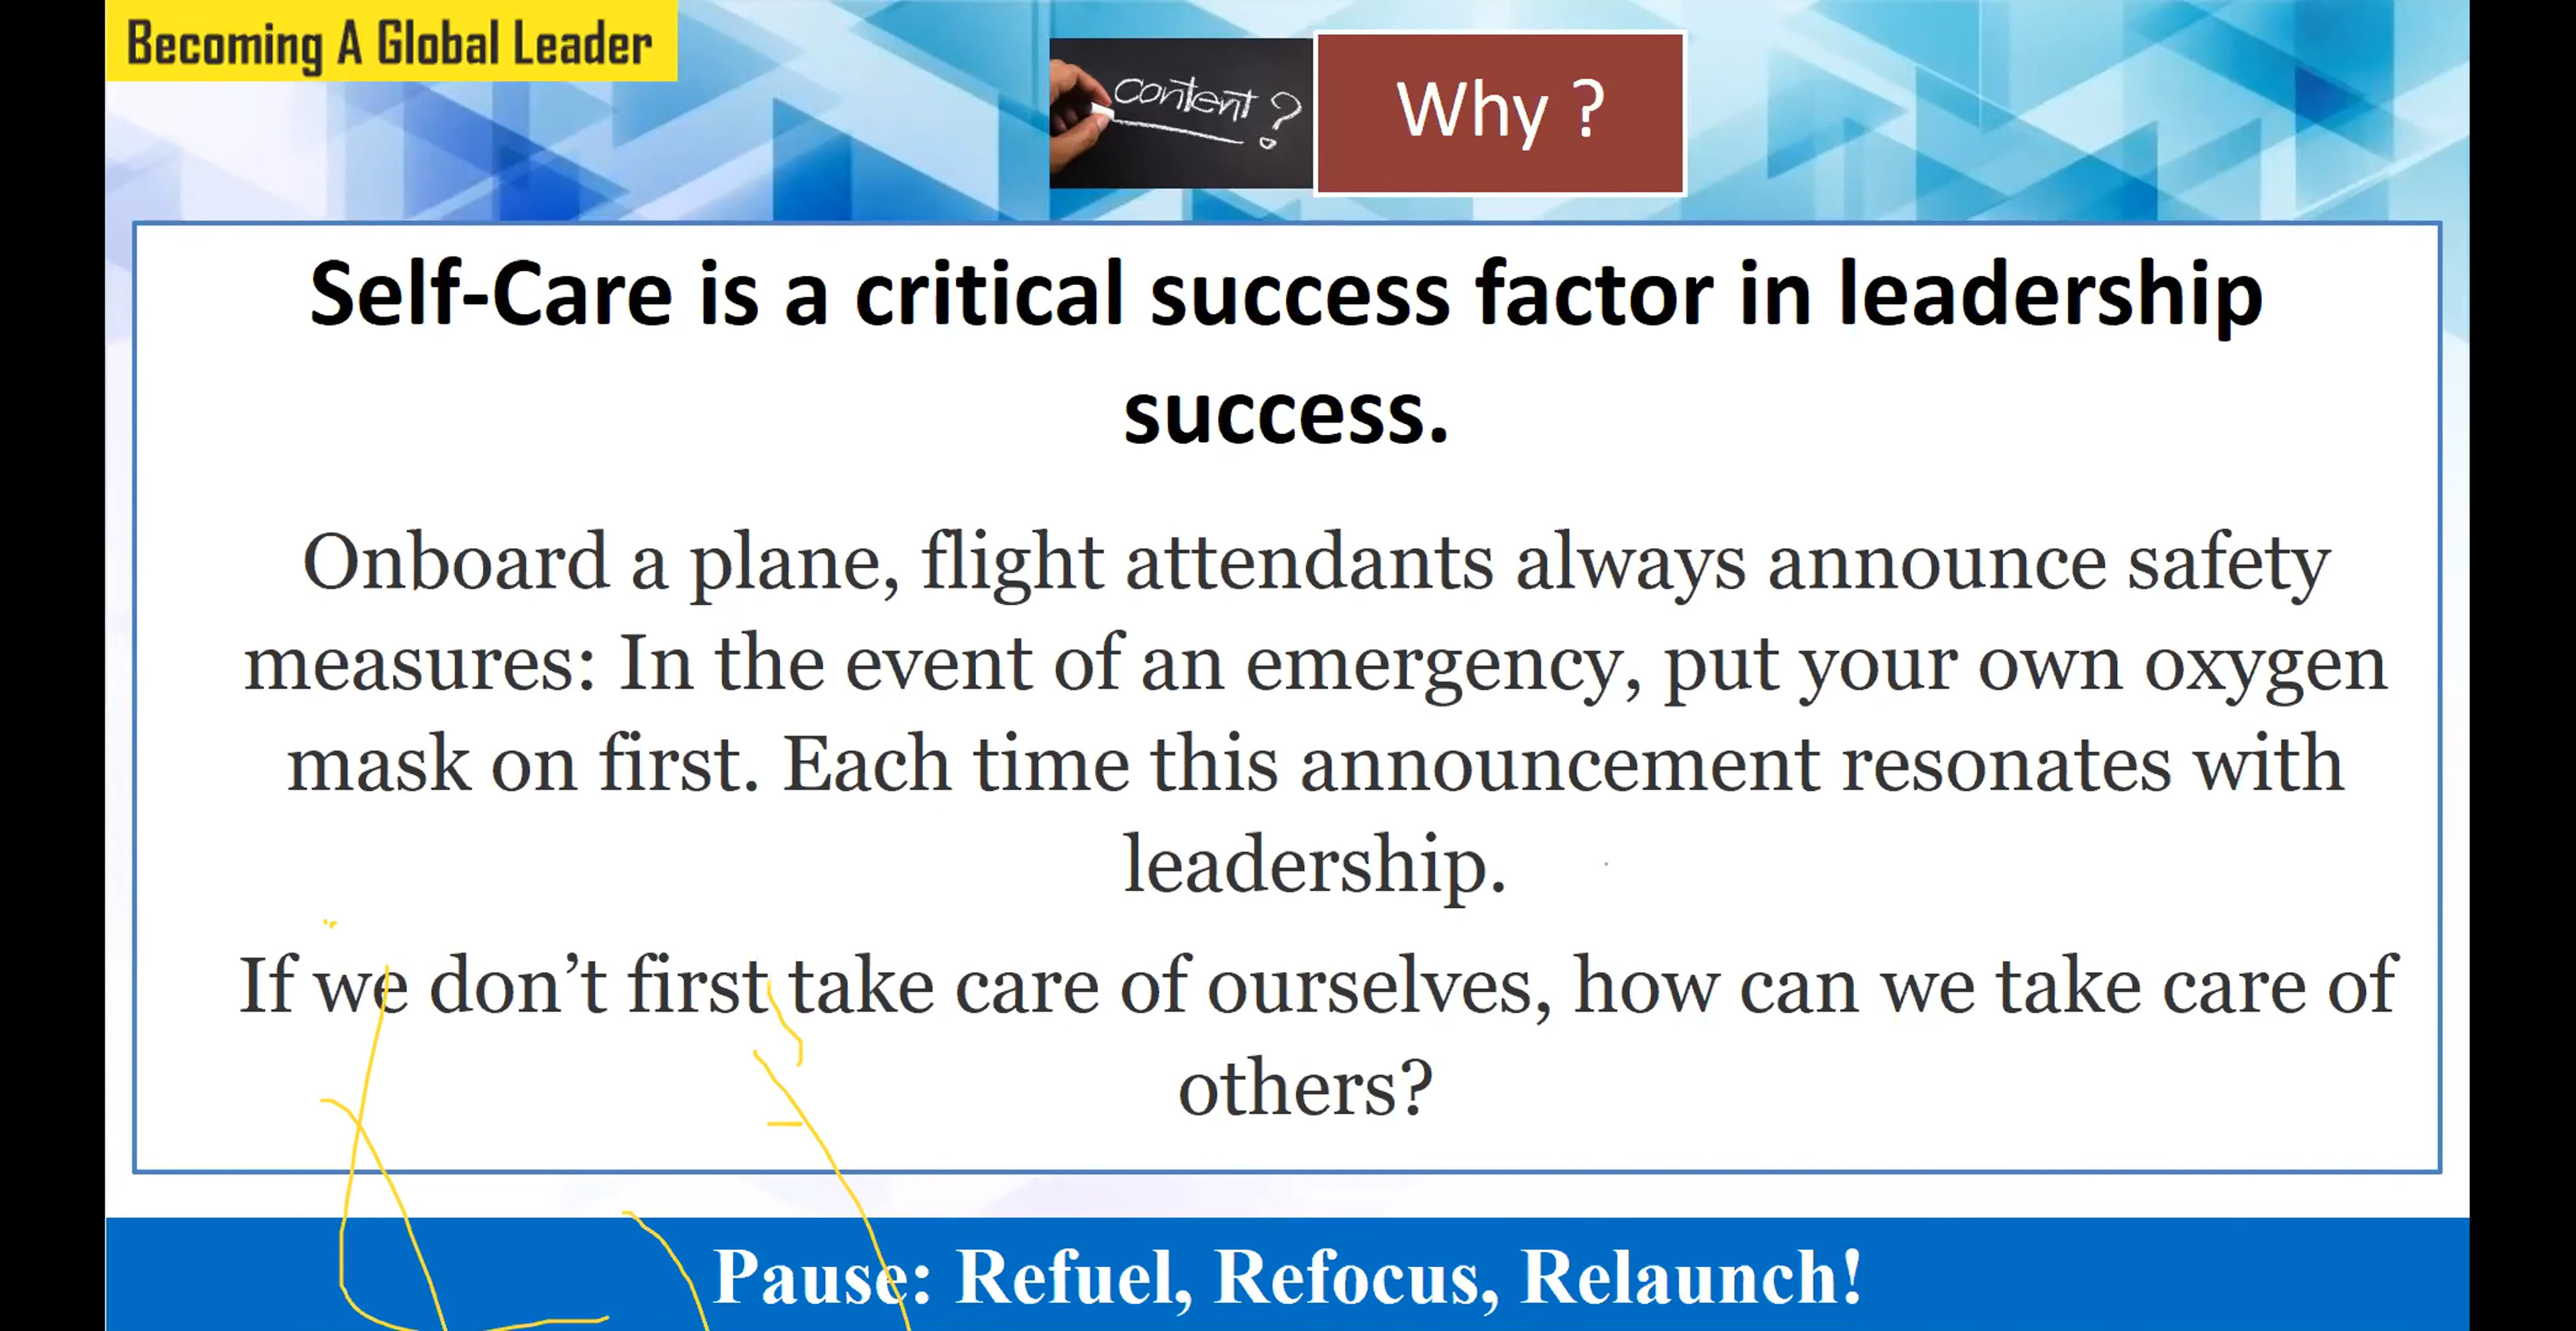 Becoming A Global Leader
content?
Why ?
Self-Care is a critical success factor in leadership
success.
Onboard a plane, flight attendants always announce safety
measures: In the event of an emergency, put your own oxygen
mask on first. Each time this announcement resonates with
leadership.
If we don’t first take care of ourselves, how can we take care of
others?
Pause: Refuel, Refocus, Relaunch!